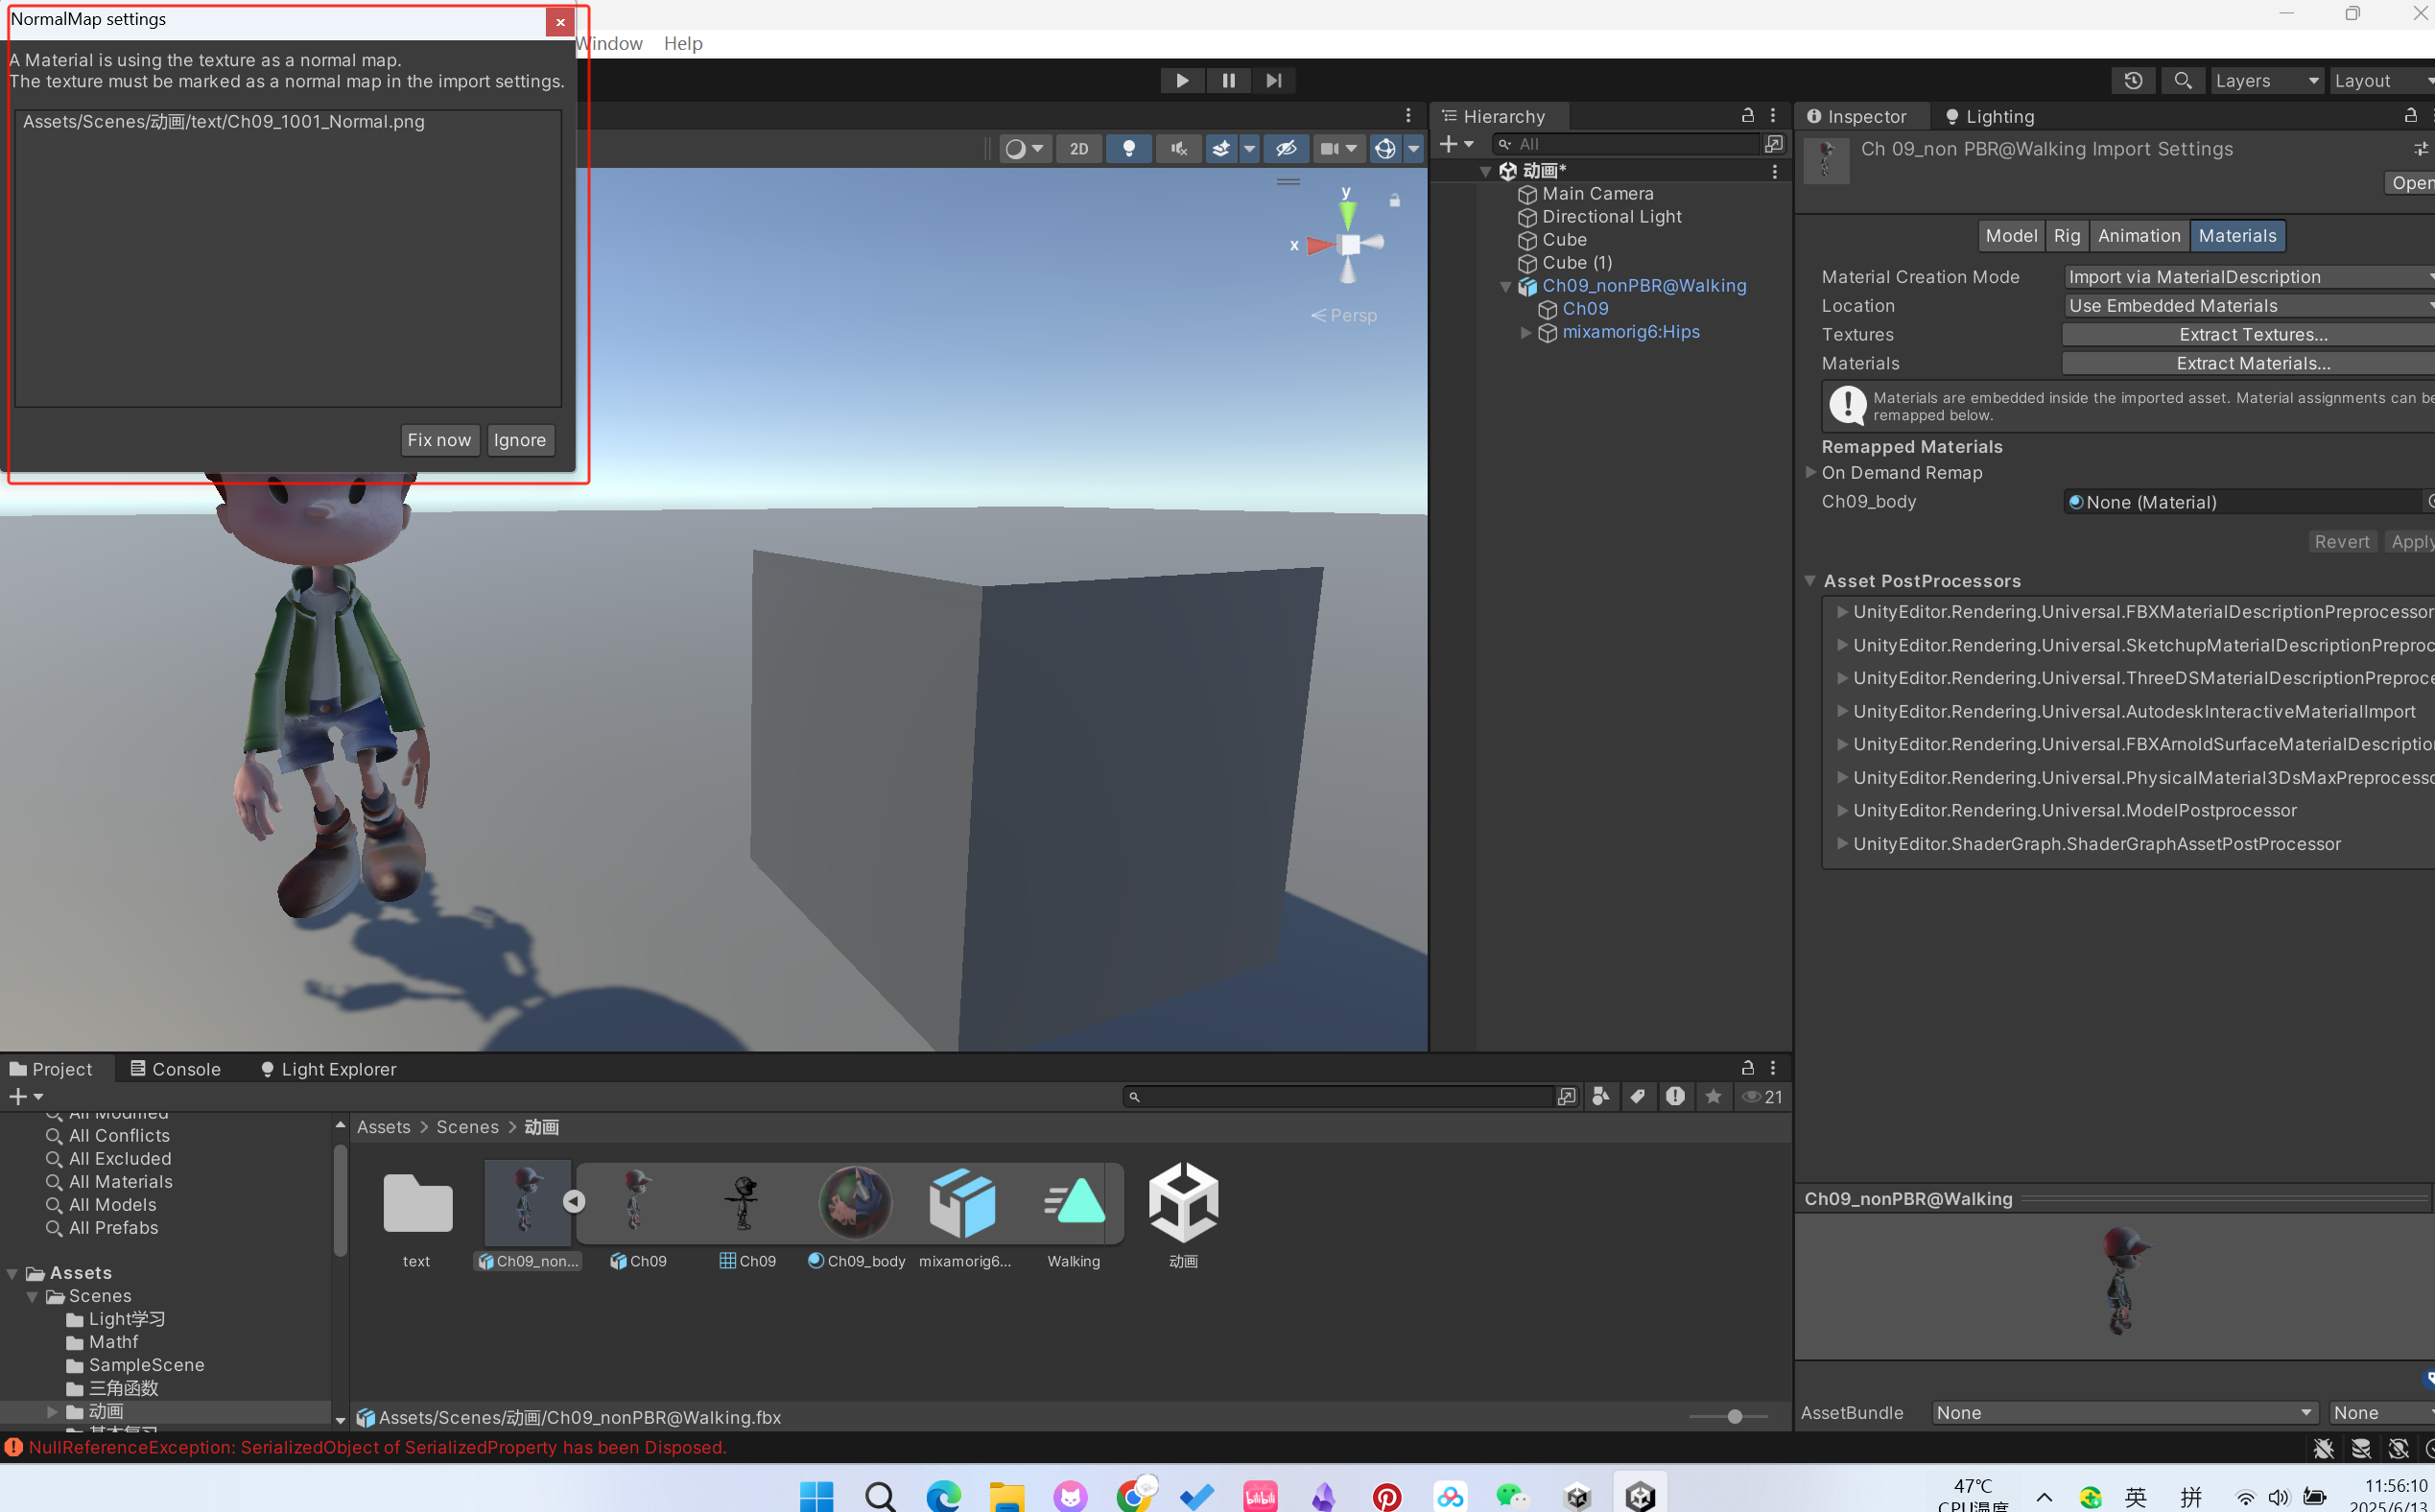 NormalMap settings
A Material is using the texture as a normal map.
The texture must be marked as a normal map in the import settings.
Assets/Scenes/动画/text/Ch09_1001_Normal.png
Fix now
Ignore
Window
Help
Layers
Layout
2D
y
x
Persp
Hierarchy
All
动画*
Main Camera
Directional Light
Cube
Cube (1)
Ch09_nonPBR@Walking
Ch09
mixamorig6:Hips
Inspector
Lighting
Ch 09_non PBR@Walking Import Settings
Open
Model
Rig
Animation
Materials
Material Creation Mode
Import via MaterialDescription
Location
Use Embedded Materials
Textures
Extract Textures...
Materials
Extract Materials...
Materials are embedded inside the imported asset. Material assignments can be
remapped below.
Remapped Materials
On Demand Remap
Ch09_body
None (Material)
Revert
Apply
Asset PostProcessors
UnityEditor.Rendering.Universal.FBXMaterialDescriptionPreprocessor
UnityEditor.Rendering.Universal.SketchupMaterialDescriptionPreproc
UnityEditor.Rendering.Universal.ThreeDSMaterialDescriptionPreproce
UnityEditor.Rendering.Universal.AutodeskInteractiveMaterialImport
UnityEditor.Rendering.Universal.FBXArnoldSurfaceMaterialDescriptio
UnityEditor.Rendering.Universal.PhysicalMaterial3DsMaxPreprocesso
UnityEditor.Rendering.Universal.ModelPostprocessor
UnityEditor.ShaderGraph.ShaderGraphAssetPostProcessor
Project
Console
Light Explorer
21
All Modified
All Conflicts
All Excluded
All Materials
All Models
All Prefabs
Assets
Scenes
Light学习
Mathf
SampleScene
三角函数
动画
Assets > Scenes > 动画
text
Ch09_non...
Ch09
Ch09
Ch09_body
mixamorig6...
Walking
动画
Assets/Scenes/动画/Ch09_nonPBR@Walking.fbx
Ch09_nonPBR@Walking
AssetBundle
None
None
NullReferenceException: SerializedObject of SerializedProperty has been Disposed.
bilibili
47℃
CPU温度
英
拼
11:56:10
2025/6/13